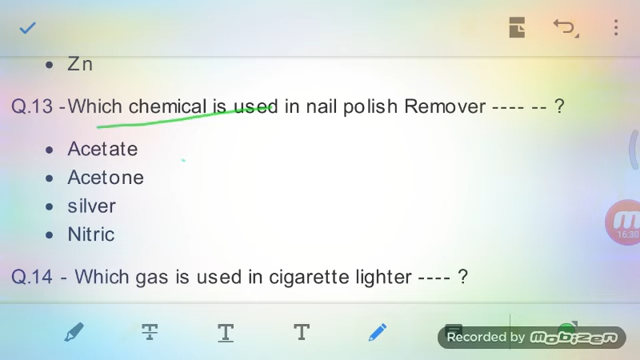 Zn
Q.13 -Which chemical is used in nail polish Remover ---- -- ?
Acetate
Acetone
silver
Nitric
Q.14 - Which gas is used in cigarette lighter ---- ?
16:30
Recorded by mobizen